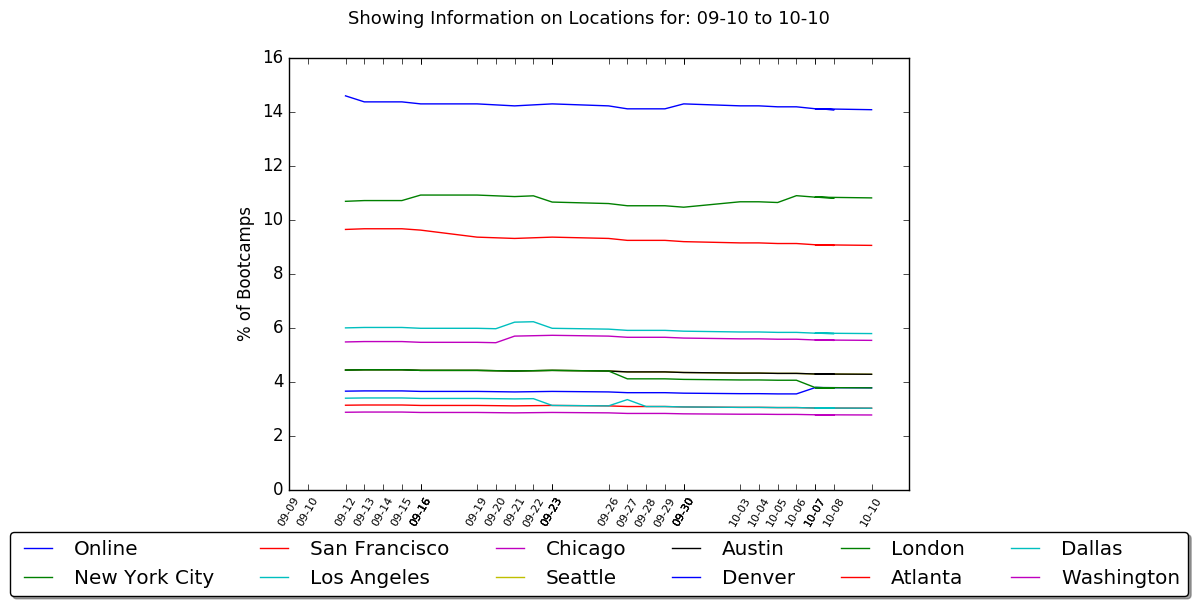 Showing Information on Locations for: 09-10 to 10-10
% of Bootcamps
16
14
12
10
8
6
4
2
0
09-09 09-10 09-12 09-13 09-14 09-15 09-16 09-19 09-20 09-21 09-22 09-23 09-26 09-27 09-28 09-29 09-30 10-03 10-04 10-05 10-06 10-07 10-08 10-10
Online San Francisco Chicago Austin London Dallas
New York City Los Angeles Seattle Denver Atlanta Washington